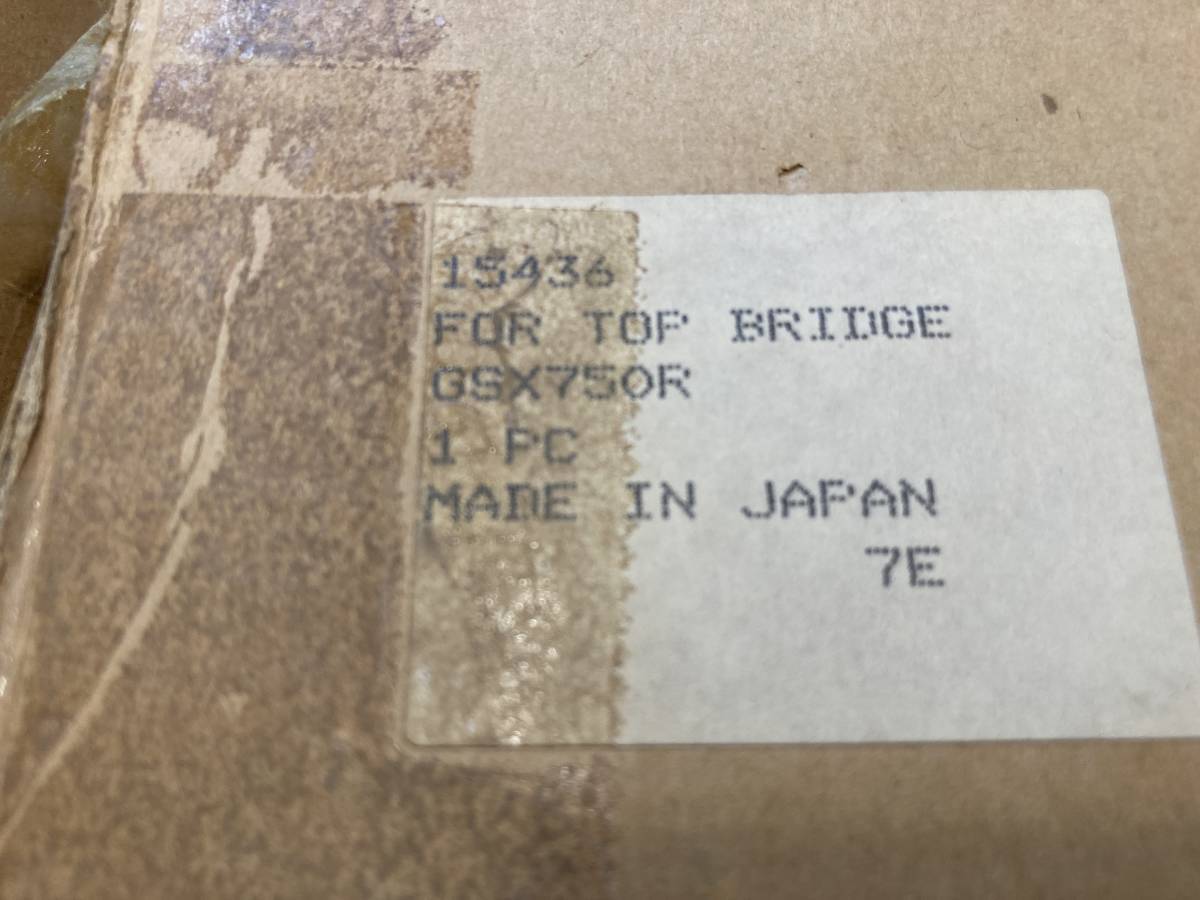 15436
FOR TOP BRIDGE
GSX750R
1 PC
MADE IN JAPAN
7E